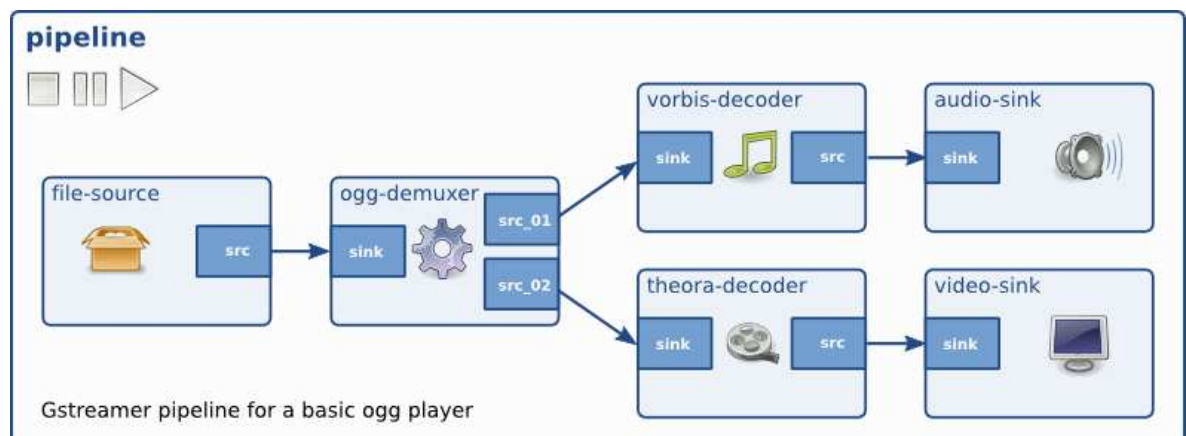 pipeline
file-source
src
ogg-demuxer
sink
src_01
src_02
vorbis-decoder
sink
src
audio-sink
sink
theora-decoder
sink
src
video-sink
sink
Gstreamer pipeline for a basic ogg player